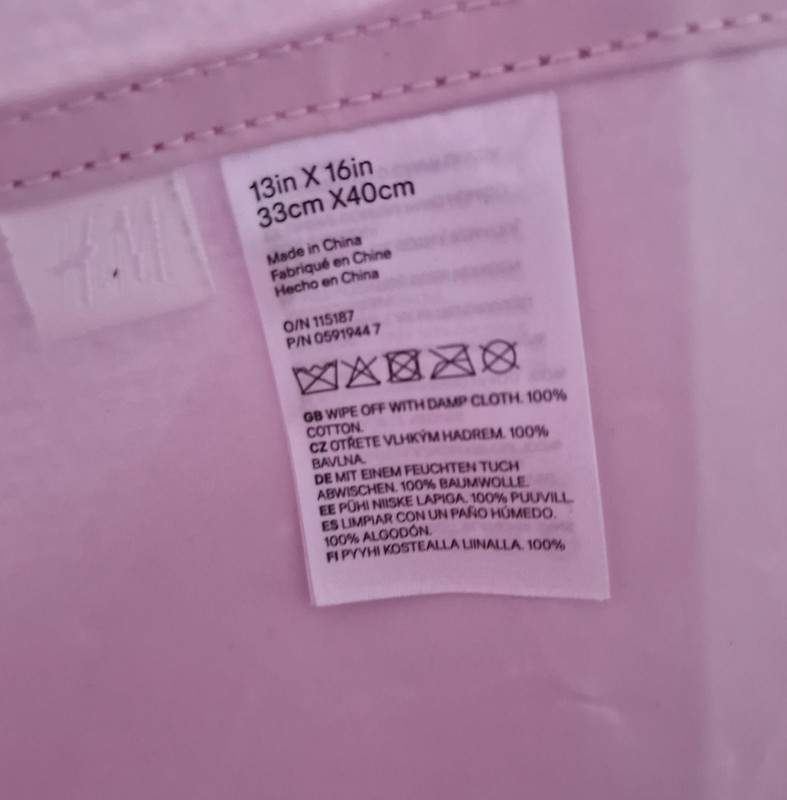 13in X 16in
33cm X40cm
Made in China
Fabriqué en Chine
Hecho en China
O/N 115187
P/N 0591944 7
GB WIPE OFF WITH DAMP CLOTH. 100%
COTTON.
CZ OTŘETE VLHKÝM HADREM. 100%
BAVLNA.
DE MIT EINEM FEUCHTEN TUCH
ABWISCHEN. 100% BAUMWOLLE.
EE PÜHI NIISKE LAPIGA. 100% PUUVILL.
ES LIMPIAR CON UN PAÑO HÚMEDO.
100% ALGODÓN.
FI PYYHI KOSTEALLA LIINALLA. 100%